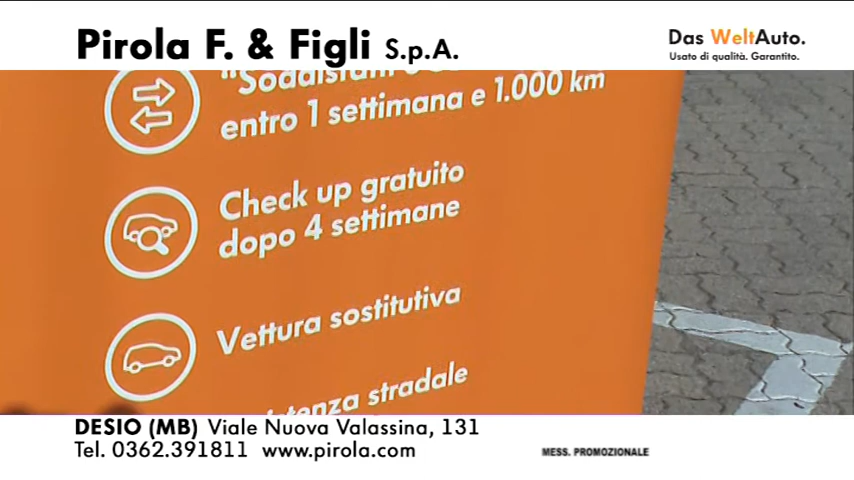 Pirola F. & Figli S.p.A.
Das WeltAuto.
Usato di qualità. Garantito.
entro 1 settimana e 1.000 km
Check up gratuito
dopo 4 settimane
Vettura sostitutiva
stradale
DESIO (MB) Viale Nuova Valassina, 131
Tel. 0362.391811 www.pirola.com
MESS. PROMOZIONALE